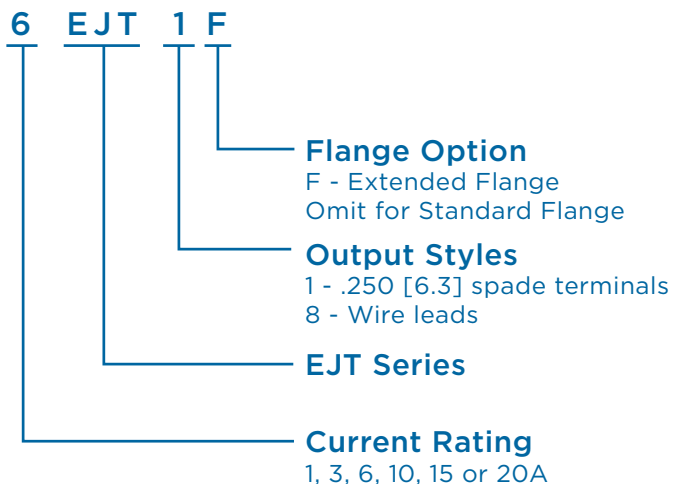 6 EJT 1 F
Flange Option
F - Extended Flange
Omit for Standard Flange
Output Styles
1 - .250 [6.3] spade terminals
8 - Wire leads
EJT Series
Current Rating
1, 3, 6, 10, 15 or 20A